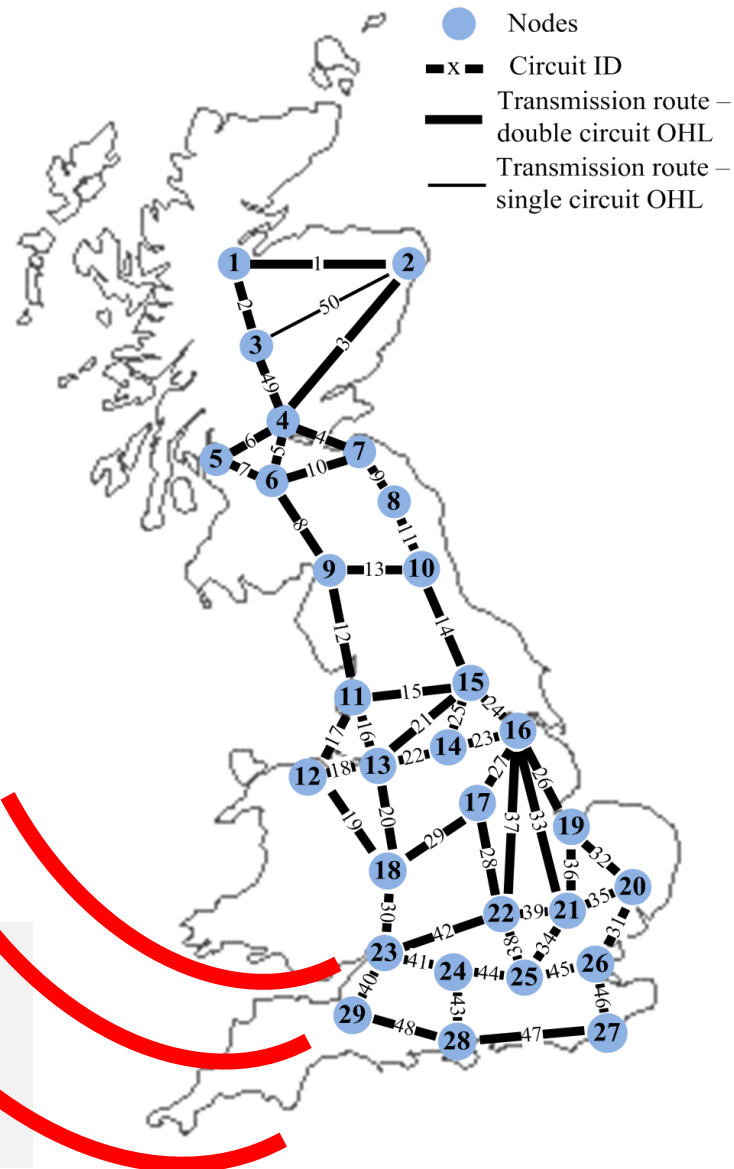 Nodes
x Circuit ID
Transmission route –
double circuit OHL
Transmission route –
single circuit OHL
1 1 2
2 50
3 3
49
4
6 5 4
5 7 6 10 7
9
8
8
11
9 13 10
12 14
11 15 15
17 16 21 25 24
12 18 13 22 14 23 16
19 20 27 37 33 26
17 19
29 28 36 32
18 20
30 22 39 21 35
42 38 34 31
23 41 24 44 25 45 26
40 43 46
29 48 28 47 27